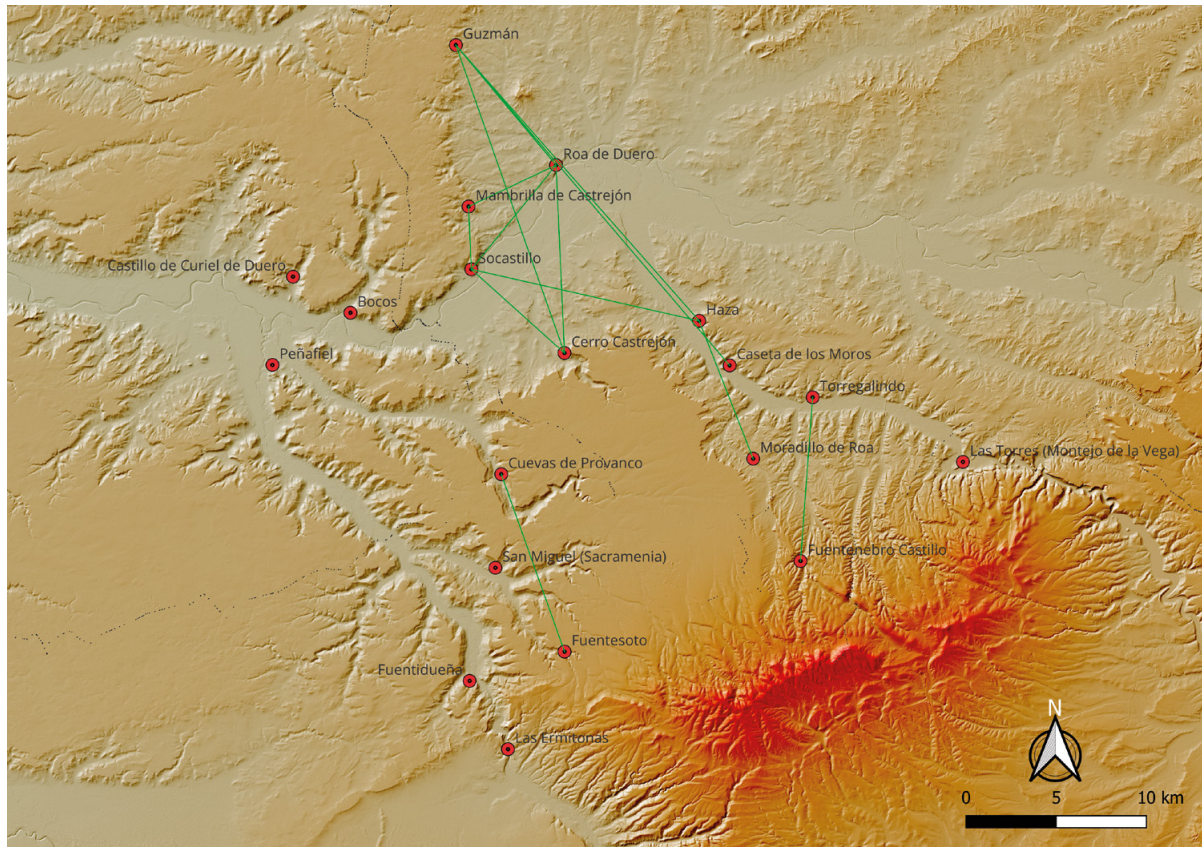 Guzmán
Roa de Duero
Mambrilla de Castrejón
Socastillo
Castillo de Curiel de Duero
Bocos
Haza
Cerro Castrejón
Caseta de los Moros
Peñafiel
Torregalindo
Moradillo de Roa
Las Torres (Montejo de la Vega)
Cuevas de Provanco
Fuentenebro Castillo
San Miguel (Sacramenia)
Fuentesoto
Fuentidueña
Las Ermitonas
N
0 5 10 km